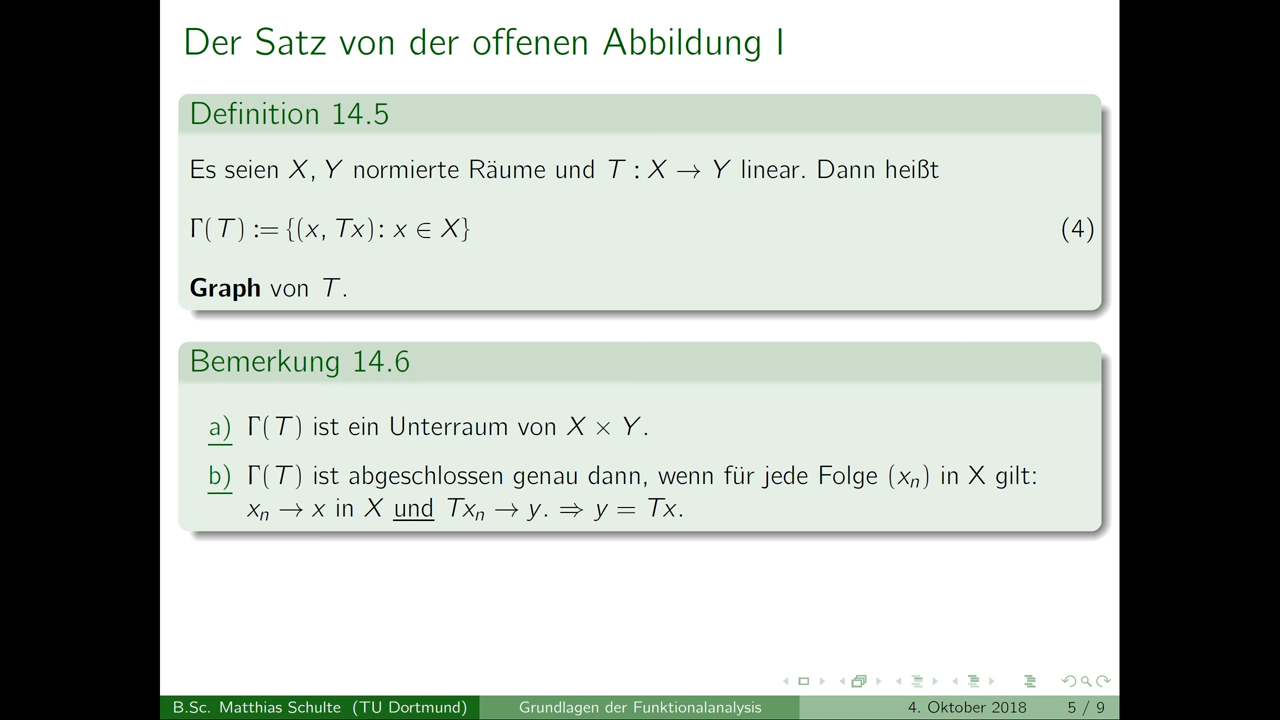 Der Satz von der offenen Abbildung I
Definition 14.5
Es seien X, Y normierte Räume und T : X → Y linear. Dann heißt
Γ(T) := {(x, Tx): x ∈ X} (4)
Graph von T.
Bemerkung 14.6
a) Γ(T) ist ein Unterraum von X × Y.
b) Γ(T) ist abgeschlossen genau dann, wenn für jede Folge (xₙ) in X gilt:
xₙ → x in X und Txₙ → y. ⇒ y = Tx.
B.Sc. Matthias Schulte (TU Dortmund) Grundlagen der Funktionalanalysis 4. Oktober 2018 5 / 9